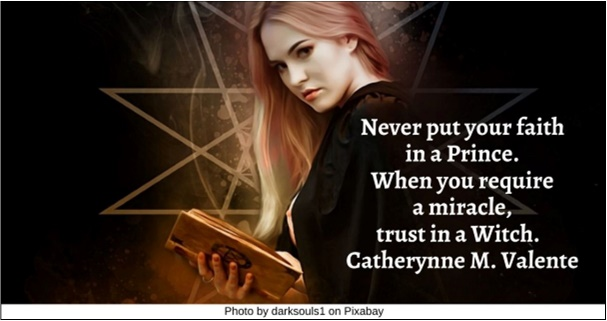 Never put your faith
in a Prince.
When you require
a miracle,
trust in a Witch.
Catherynne M. Valente
Photo by darksouls1 on Pixabay